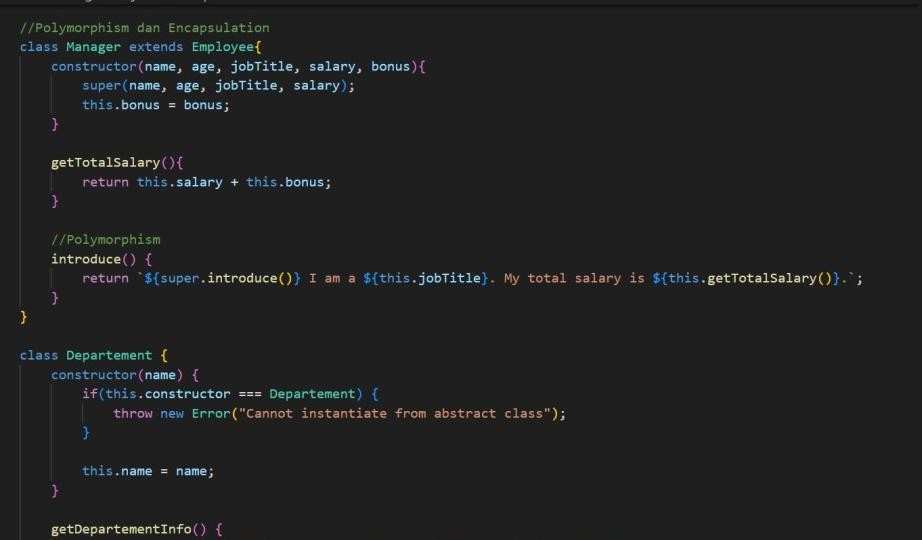 //Polymorphism dan Encapsulation
class Manager extends Employee{
    constructor(name, age, jobTitle, salary, bonus){
        super(name, age, jobTitle, salary);
        this.bonus = bonus;
    }
    getTotalSalary(){
        return this.salary + this.bonus;
    }
    //Polymorphism
    introduce() {
        return `${super.introduce()} I am a ${this.jobTitle}. My total salary is ${this.getTotalSalary()}.`;
    }
}
class Departement {
    constructor(name) {
        if(this.constructor === Departement) {
            throw new Error("Cannot instantiate from abstract class");
        }
        this.name = name;
    }
    getDepartementInfo() {